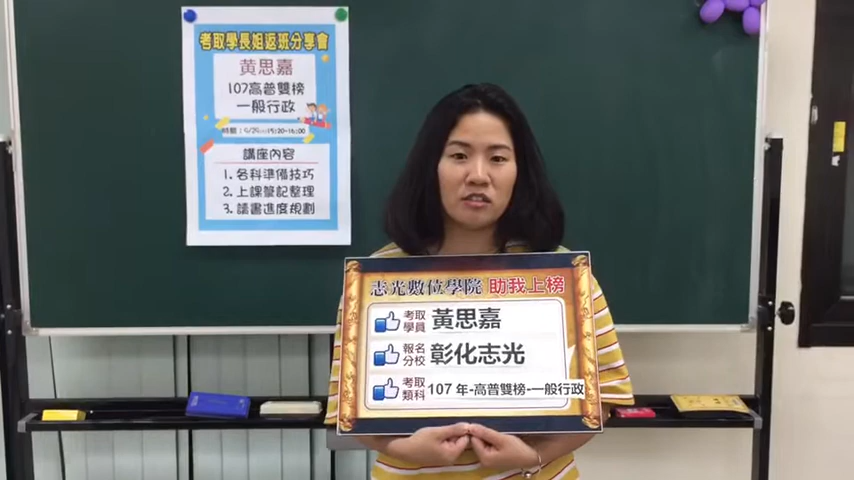 考取學長姐返班分享會
黃思嘉
107高普雙榜
一般行政
講座內容
1. 各科準備技巧
2. 上課筆記整理
3. 讀書進度規劃
志光數位學院 助我上榜
考取學員 黃思嘉
報名分校 彰化志光
考取類科 107年-高普雙榜-一般行政